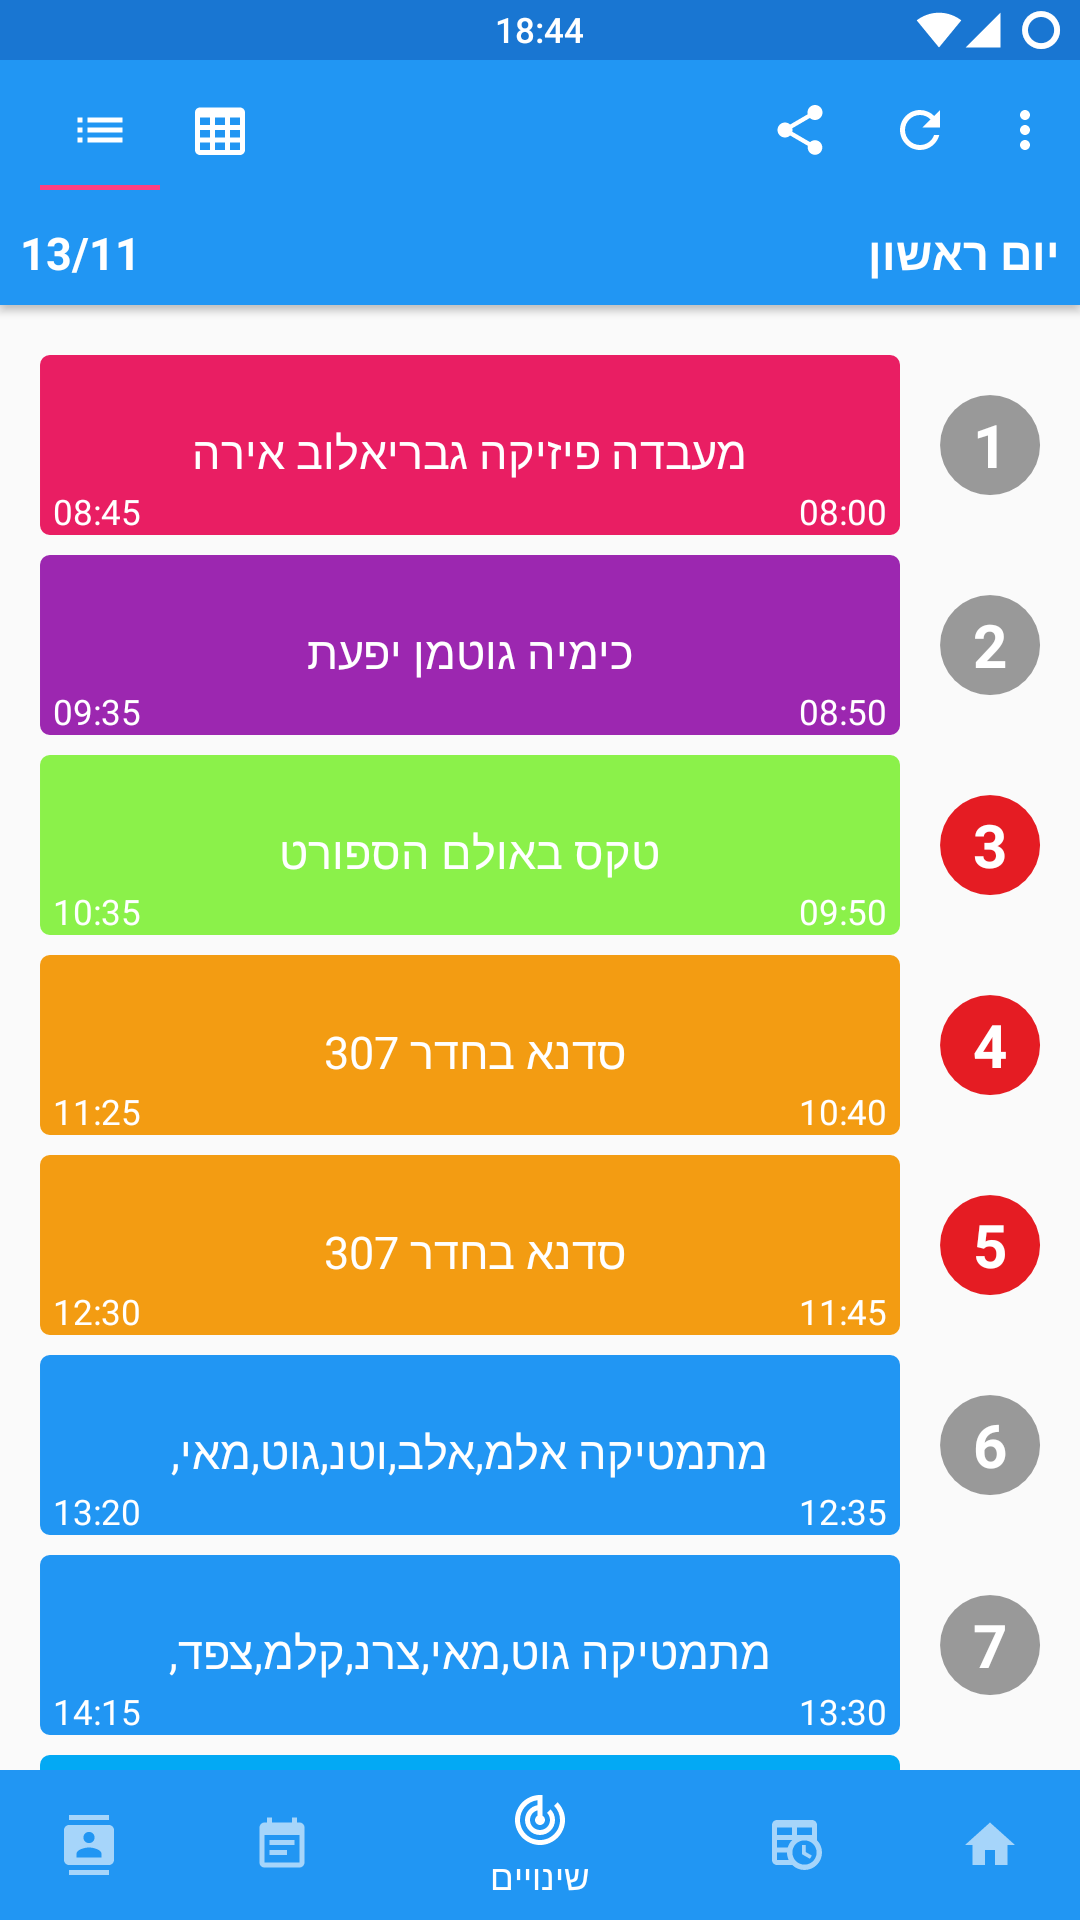 18:44
יום ראשון 13/11
1
מעבדה פיזיקה גבריאלוב אירה
08:00 08:45
2
כימיה גוטמן יפעת
08:50 09:35
3
טקס באולם הספורט
09:50 10:35
4
סדנא בחדר 307
10:40 11:25
5
סדנא בחדר 307
11:45 12:30
6
מתמטיקה אלמ,אלב,וטנ,גוט,מאי,
12:35 13:20
7
מתמטיקה גוט,מאי,צרנ,קלמ,צפד,
13:30 14:15
שינויים